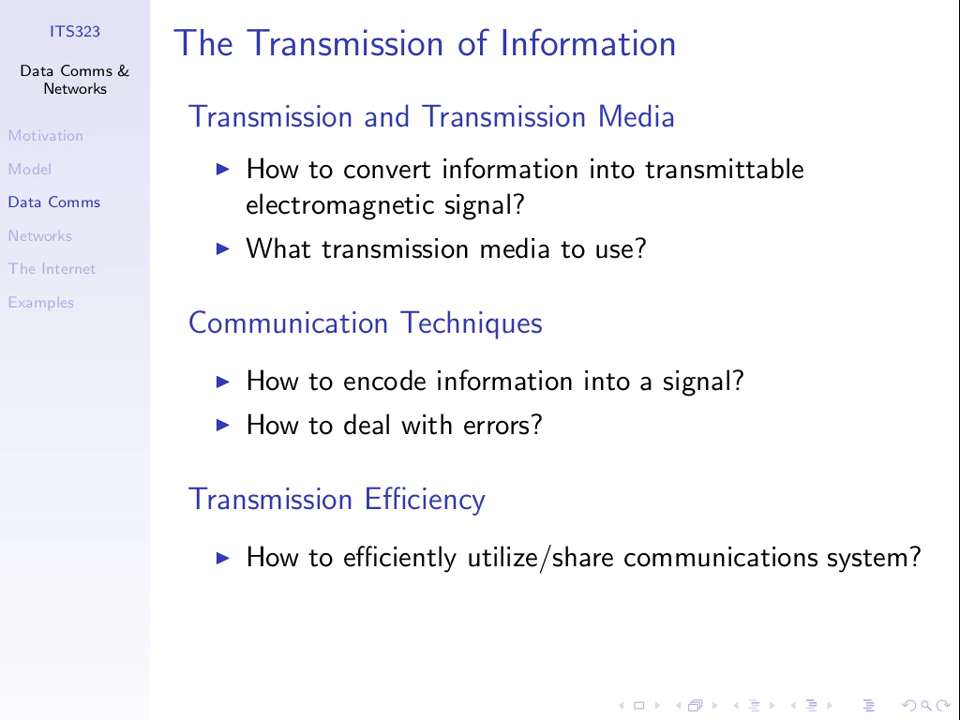 ITS323
Data Comms &
Networks
Motivation
Model
Data Comms
Networks
The Internet
Examples
The Transmission of Information
Transmission and Transmission Media
How to convert information into transmittable
electromagnetic signal?
What transmission media to use?
Communication Techniques
How to encode information into a signal?
How to deal with errors?
Transmission Efficiency
How to efficiently utilize/share communications system?